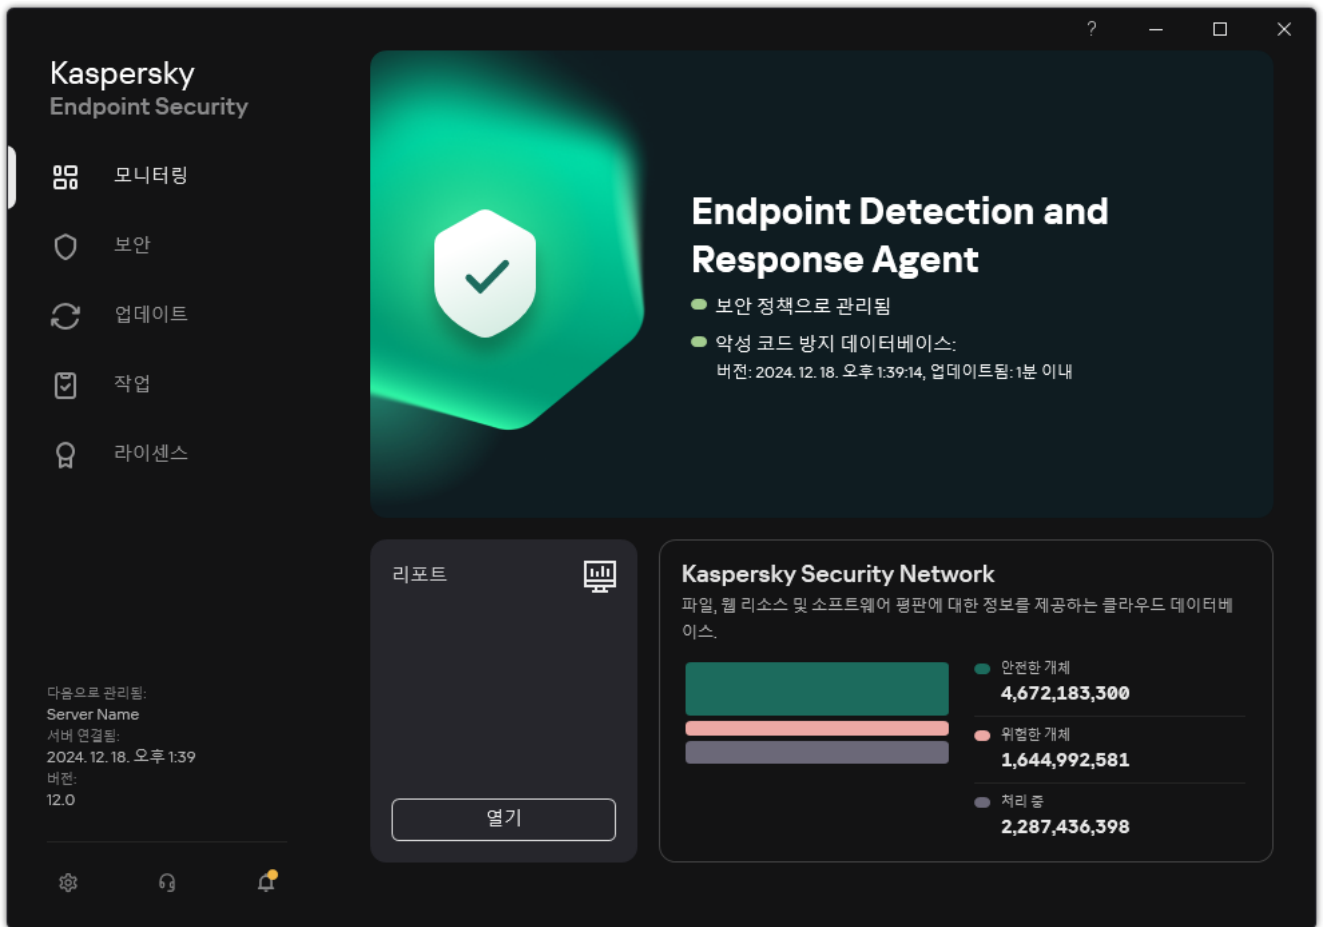 ?
Kaspersky
Endpoint Security
모니터링
보안
업데이트
작업
라이센스
다음으로 관리됨:
Server Name
서버 연결됨:
2024. 12. 18. 오후 1:39
버전:
12.0
Endpoint Detection and
Response Agent
보안 정책으로 관리됨
악성 코드 방지 데이터베이스:
버전: 2024. 12. 18. 오후 1:39:14, 업데이트됨: 1분 이내
리포트
열기
Kaspersky Security Network
파일, 웹 리소스 및 소프트웨어 평판에 대한 정보를 제공하는 클라우드 데이터베
이스.
안전한 개체
4,672,183,300
위험한 개체
1,644,992,581
처리 중
2,287,436,398